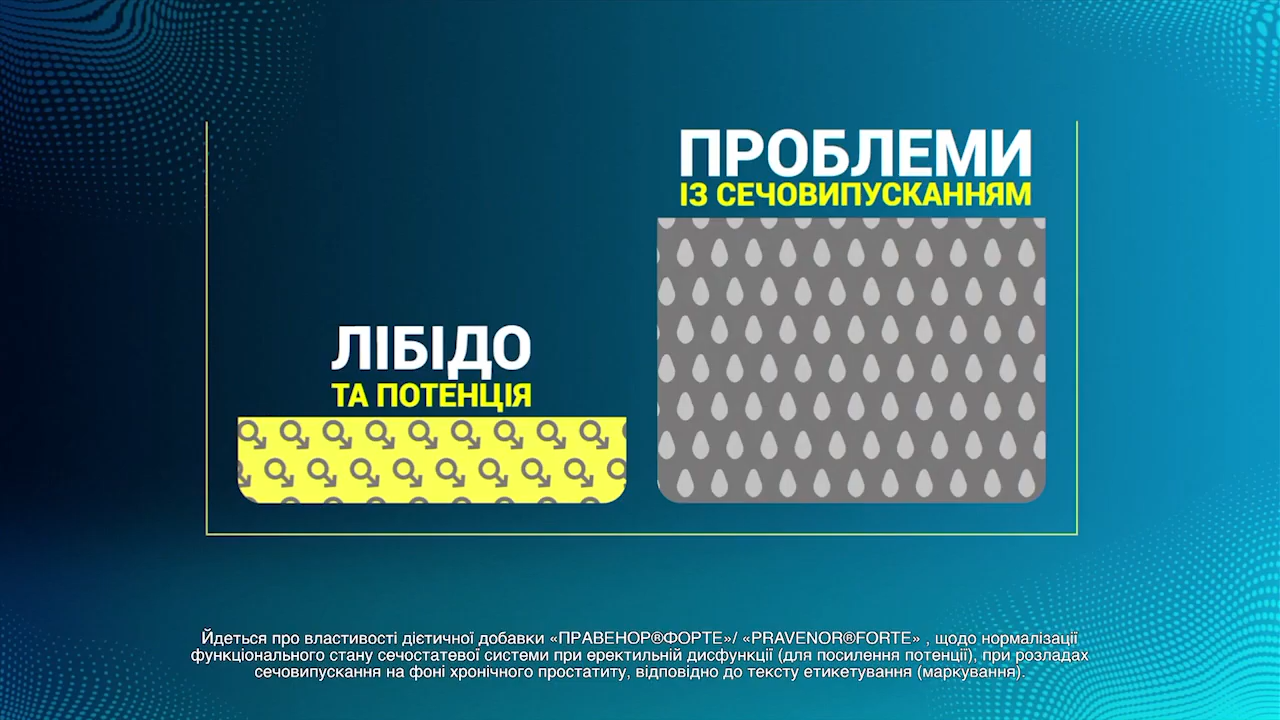 ПРОБЛЕМИ
ІЗ СЕЧОВИПУСКАННЯМ
ЛІБІДО
ТА ПОТЕНЦІЯ
Йдеться про властивості дієтичної добавки «ПРАВЕНОР®ФОРТЕ»/ «PRAVENOR®FORTE» , щодо нормалізації
функціонального стану сечостатевої системи при еректильній дисфункції (для посилення потенції), при розладах
сечовипускання на фоні хронічного простатиту, відповідно до тексту етикетування (маркування).